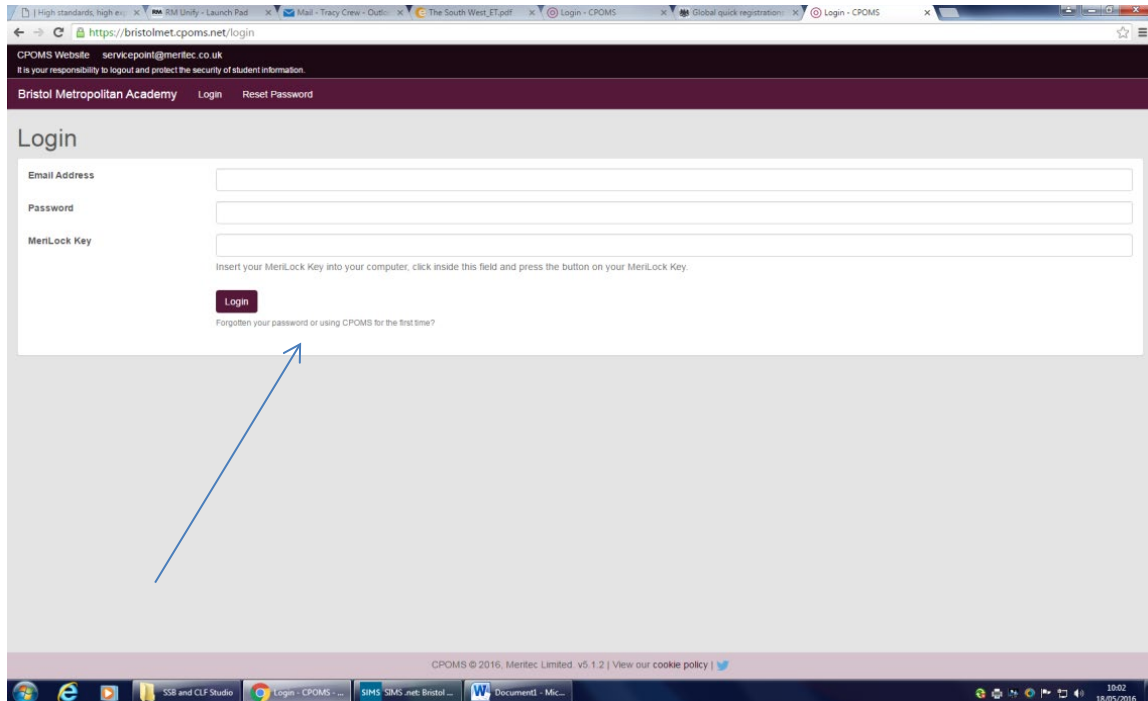 | High standards, high exp
RM RM Unify - Launch Pad
Mail - Tracy Crew - Outlo
The South West_ET.pdf
Login - CPOMS
Global quick registration:
Login - CPOMS
https://bristolmet.cpoms.net/login
CPOMS Website servicepoint@meritec.co.uk
It is your responsibility to logout and protect the security of student information.
Bristol Metropolitan Academy Login Reset Password
Login
Email Address
Password
MeriLock Key
Insert your MeriLock Key into your computer, click inside this field and press the button on your MeriLock Key.
Login
Forgotten your password or using CPOMS for the first time?
CPOMS © 2016, Meritec Limited. v5.1.2 | View our cookie policy |
SSB and CLF Studio
Login - CPOMS - ...
SIMS SIMS .net: Bristol ...
W Document1 - Mic...
10:02
18/05/2016